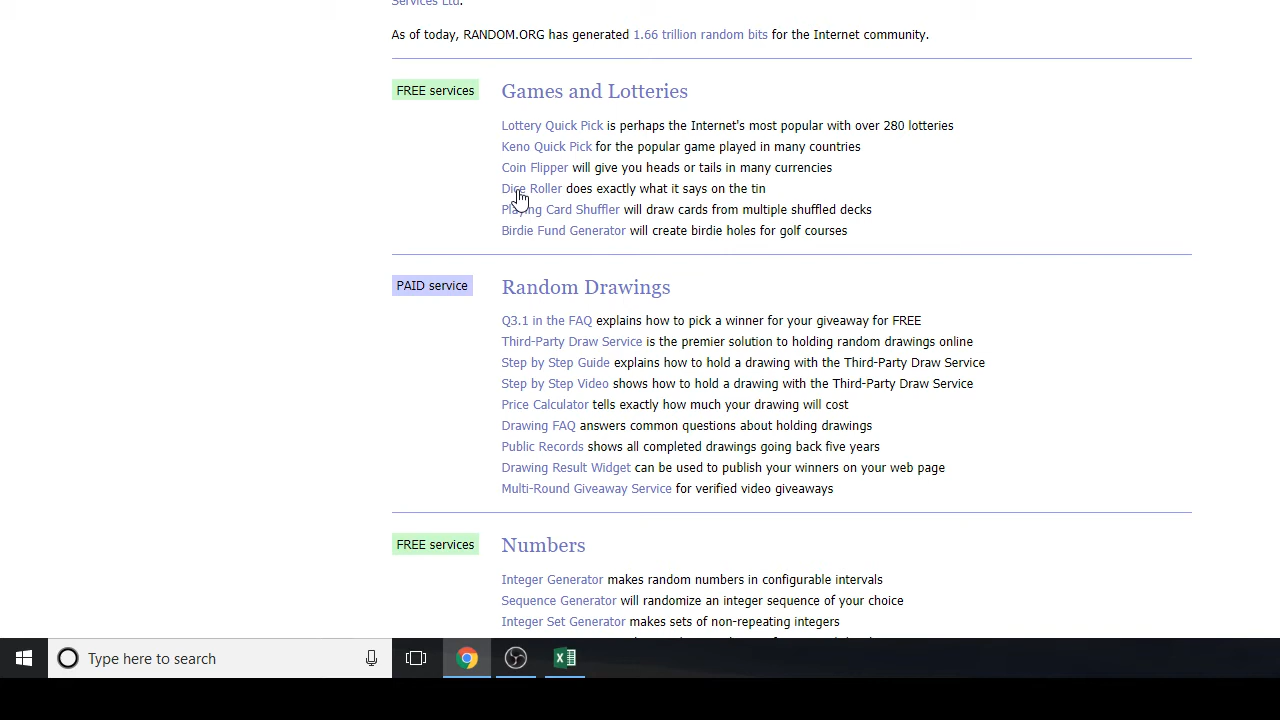 Services Ltd.
As of today, RANDOM.ORG has generated 1.66 trillion random bits for the Internet community.
FREE services
Games and Lotteries
Lottery Quick Pick is perhaps the Internet's most popular with over 280 lotteries
Keno Quick Pick for the popular game played in many countries
Coin Flipper will give you heads or tails in many currencies
Dice Roller does exactly what it says on the tin
Playing Card Shuffler will draw cards from multiple shuffled decks
Birdie Fund Generator will create birdie holes for golf courses
PAID service
Random Drawings
Q3.1 in the FAQ explains how to pick a winner for your giveaway for FREE
Third-Party Draw Service is the premier solution to holding random drawings online
Step by Step Guide explains how to hold a drawing with the Third-Party Draw Service
Step by Step Video shows how to hold a drawing with the Third-Party Draw Service
Price Calculator tells exactly how much your drawing will cost
Drawing FAQ answers common questions about holding drawings
Public Records shows all completed drawings going back five years
Drawing Result Widget can be used to publish your winners on your web page
Multi-Round Giveaway Service for verified video giveaways
FREE services
Numbers
Integer Generator makes random numbers in configurable intervals
Sequence Generator will randomize an integer sequence of your choice
Integer Set Generator makes sets of non-repeating integers
Type here to search